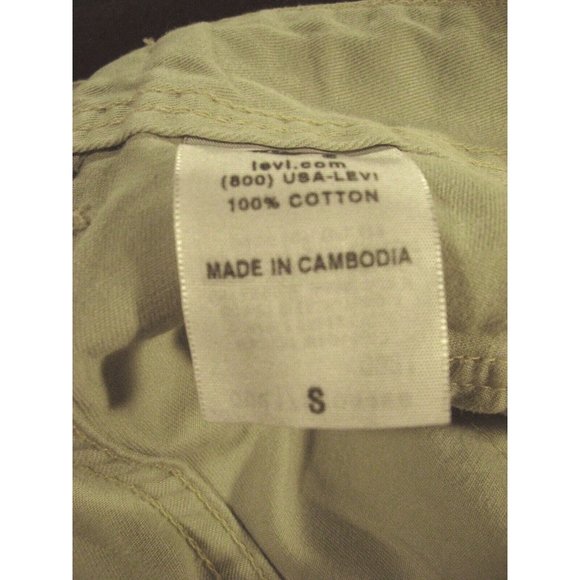 levi.com
(800) USA-LEVI
100% COTTON
MADE IN CAMBODIA
S